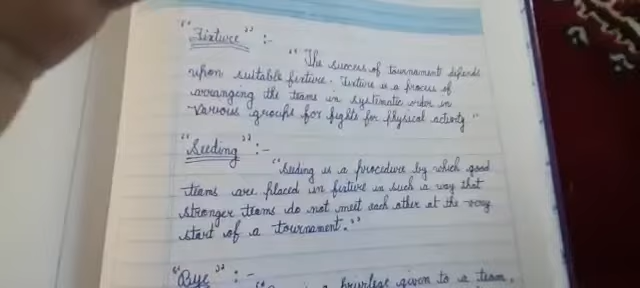 "Fixture" :-
"The success of tournament depends
upon suitable fixture. Fixture is a process of
arranging the teams in systematic order in
various groups for fights for physical activity"
"Seeding" :-
"Seeding is a procedure by which good
teams are placed in fixture in such a way that
stronger teams do not meet each other at the very
start of a tournament."
"Bye" :-
a privilege given to a team,